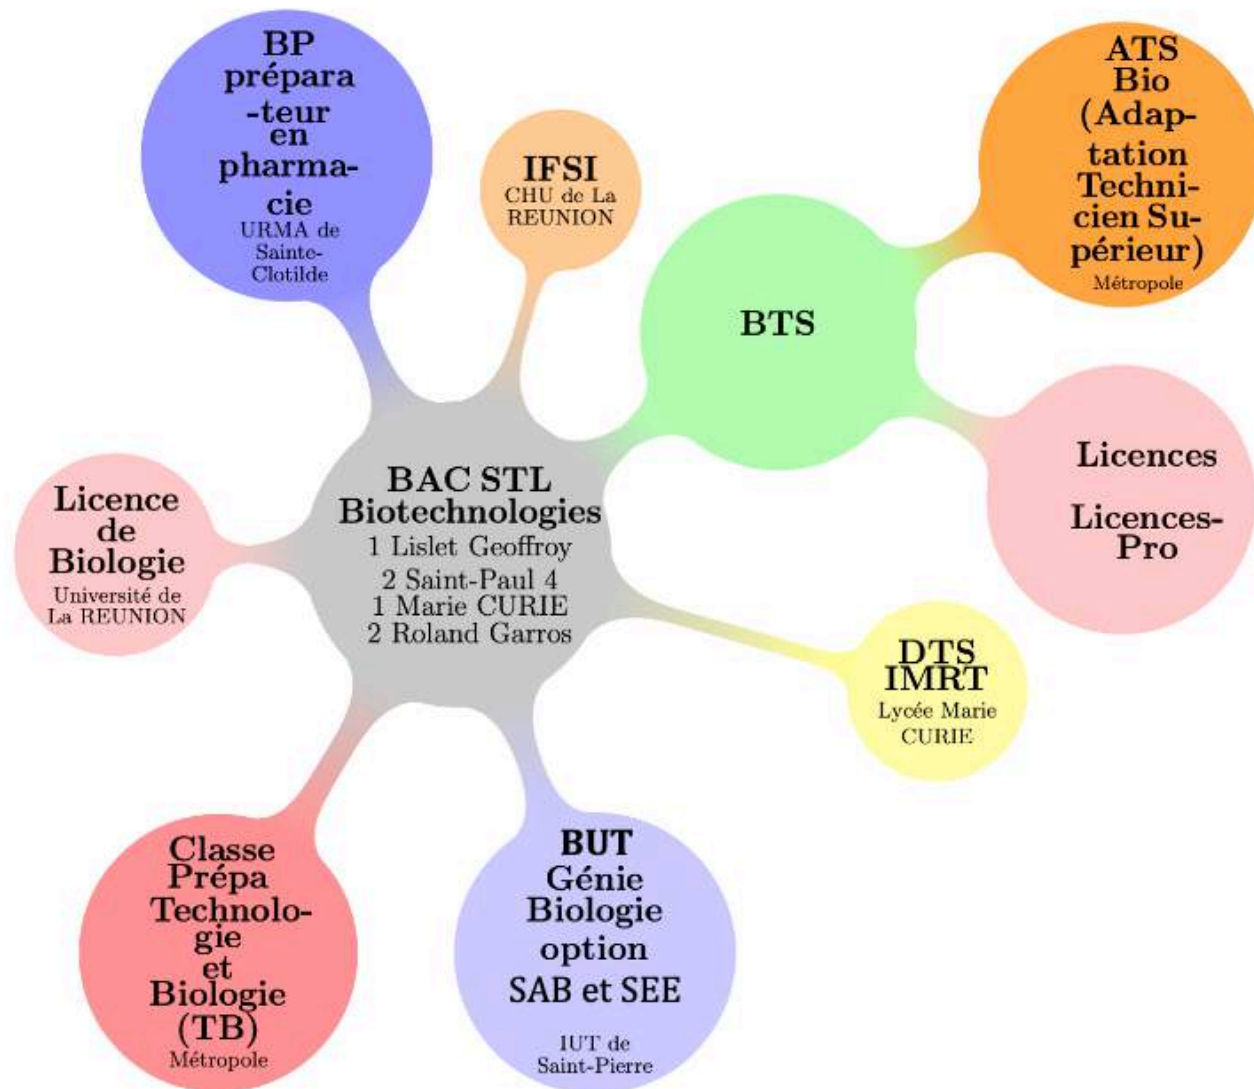 BP
prépara
-teur
en
pharma-
cie
URMA de
Sainte-
Clotilde
IFSI
CHU de La
REUNION
ATS
Bio
(Adap-
tation
Techni-
cien Su-
périeur)
Métropole
BTS
Licences
Licences-
Pro
BAC STL
Biotechnologies
1 Lislet Geoffroy
2 Saint-Paul 4
1 Marie CURIE
2 Roland Garros
Licence
de
Biologie
Université de
La REUNION
DTS
IMRT
Lycée Marie
CURIE
Classe
Prépa
Technolo-
gie
et
Biologie
(TB)
Métropole
BUT
Génie
Biologie
option
SAB et SEE
IUT de
Saint-Pierre